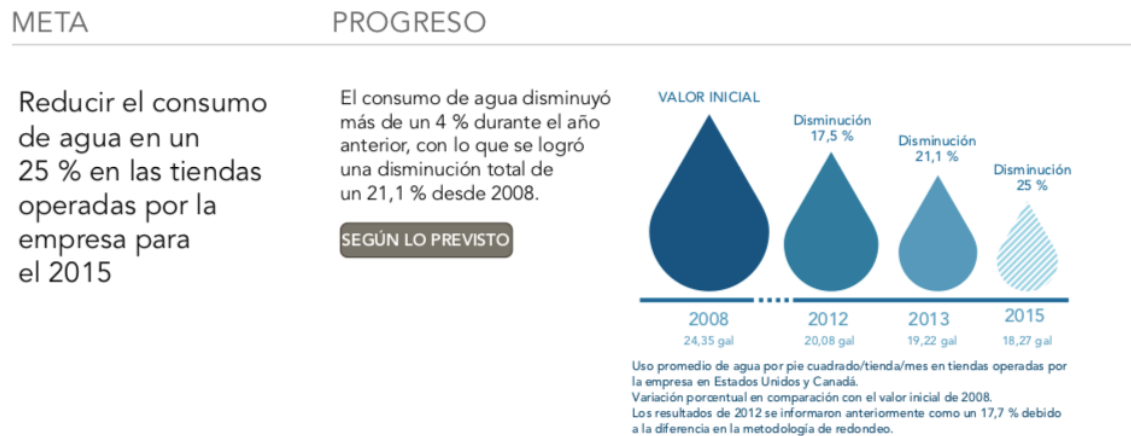 META
PROGRESO
Reducir el consumo
de agua en un
25 % en las tiendas
operadas por la
empresa para
el 2015
El consumo de agua disminuyó
más de un 4 % durante el año
anterior, con lo que se logró
una disminución total de
un 21,1 % desde 2008.
SEGÚN LO PREVISTO
VALOR INICIAL
Disminución
17,5 %
Disminución
21,1 %
Disminución
25 %
2008
24,35 gal
2012
20,08 gal
2013
19,22 gal
2015
18,27 gal
Uso promedio de agua por pie cuadrado/tienda/mes en tiendas operadas por
la empresa en Estados Unidos y Canadá.
Variación porcentual en comparación con el valor inicial de 2008.
Los resultados de 2012 se informaron anteriormente como un 17,7 % debido
a la diferencia en la metodología de redondeo.